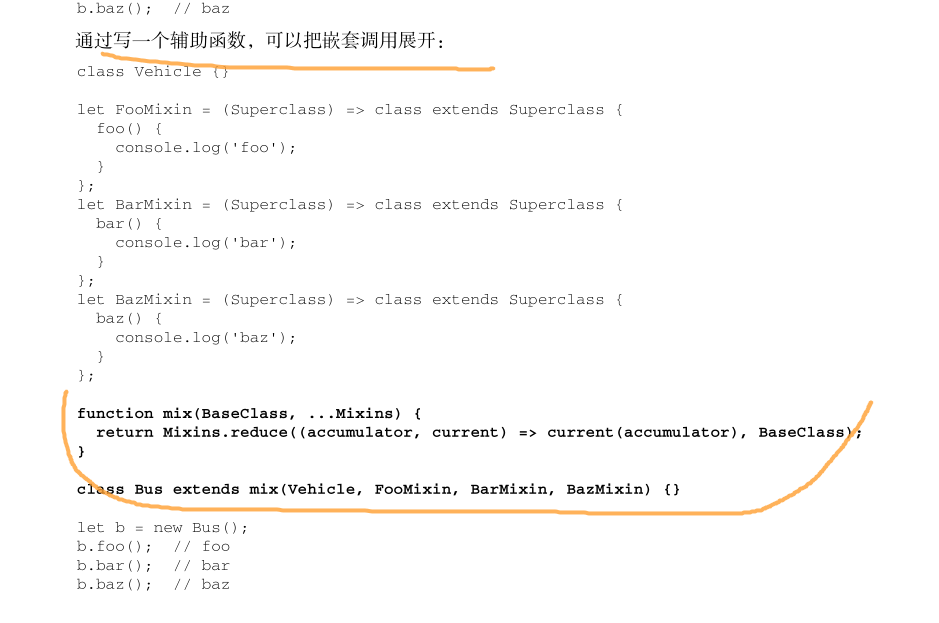 b.baz();  // baz
通过写一个辅助函数，可以把嵌套调用展开：
class Vehicle {}
let FooMixin = (Superclass) => class extends Superclass {
  foo() {
    console.log('foo');
  }
};
let BarMixin = (Superclass) => class extends Superclass {
  bar() {
    console.log('bar');
  }
};
let BazMixin = (Superclass) => class extends Superclass {
  baz() {
    console.log('baz');
  }
};
function mix(BaseClass, ...Mixins) {
  return Mixins.reduce((accumulator, current) => current(accumulator), BaseClass);
}
class Bus extends mix(Vehicle, FooMixin, BarMixin, BazMixin) {}
let b = new Bus();
b.foo();  // foo
b.bar();  // bar
b.baz();  // baz